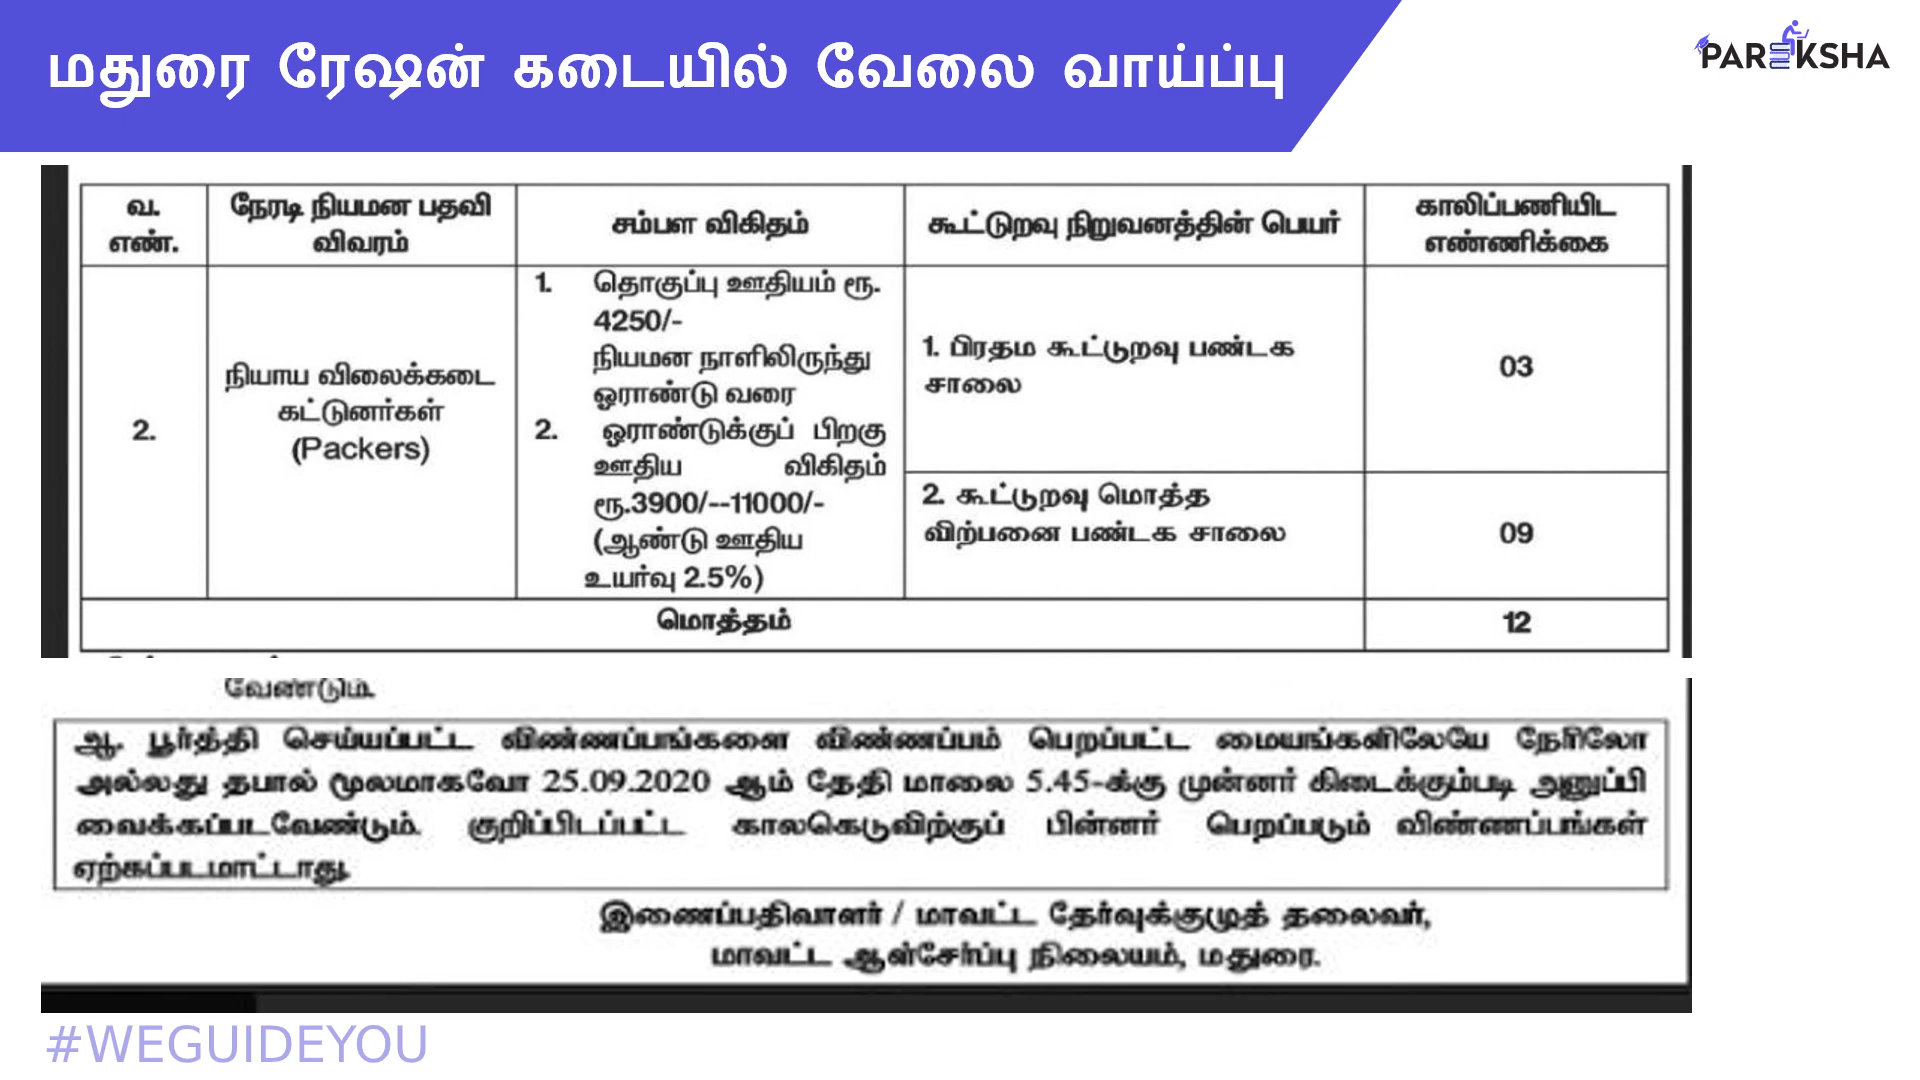 மதுரை ரேஷன் கடையில் வேலை வாய்ப்பு
PAREEKSHA
வ. எண்.
நேரடி நியமன பதவி விவரம்
சம்பள விகிதம்
கூட்டுறவு நிறுவனத்தின் பெயர்
காலிப்பணியிட எண்ணிக்கை
2.
நியாய விலைக்கடை
கட்டுனர்கள்
(Packers)
1. தொகுப்பு ஊதியம் ரூ.
4250/-
நியமன நாளிலிருந்து
ஓராண்டு வரை
2. ஓராண்டுக்குப் பிறகு
ஊதிய விகிதம்
ரூ.3900/--11000/-
(ஆண்டு ஊதிய
உயர்வு 2.5%)
1. பிரதம கூட்டுறவு பண்டக
சாலை
03
2. கூட்டுறவு மொத்த
விற்பனை பண்டக சாலை
09
மொத்தம்
12
வேண்டும்.
ஆ. பூர்த்தி செய்யப்பட்ட விண்ணப்பங்களை விண்ணப்பம் பெறப்பட்ட மையங்களிலேயே நேரிலோ
அல்லது தபால் மூலமாகவோ 25.09.2020 ஆம் தேதி மாலை 5.45-க்கு முன்னர் கிடைக்கும்படி அனுப்பி
வைக்கப்படவேண்டும். குறிப்பிடப்பட்ட காலகெடுவிற்குப் பின்னர் பெறப்படும் விண்ணப்பங்கள்
ஏற்கப்படமாட்டாது.
இணைப்பதிவாளர் / மாவட்ட தேர்வுக்குழுத் தலைவர்,
மாவட்ட ஆள்சேர்ப்பு நிலையம், மதுரை.
#WEGUIDEYOU